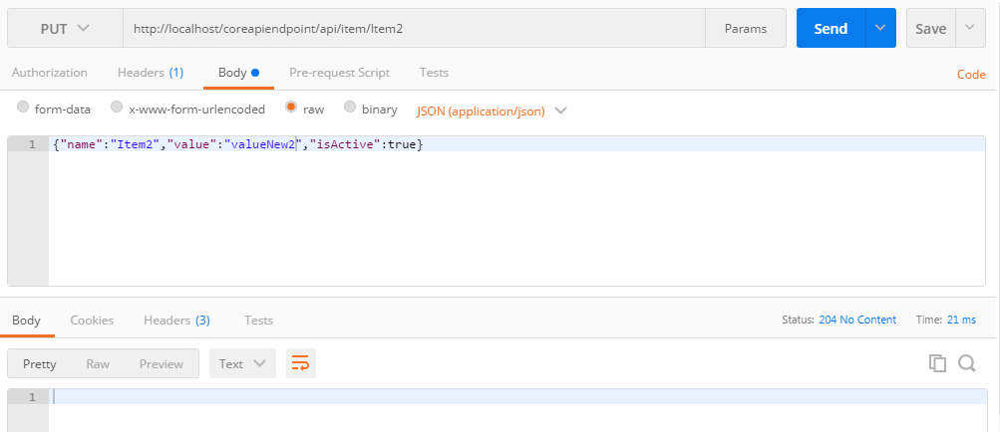 PUT http://localhost/coreapiendpoint/api/item/Item2 Params Send Save
Authorization Headers (1) Body Pre-request Script Tests Code
form-data x-www-form-urlencoded raw binary JSON (application/json)
1 {"name":"Item2","value":"valueNew2","isActive":true}
Body Cookies Headers (3) Tests Status: 204 No Content Time: 21 ms
Pretty Raw Preview Text
1